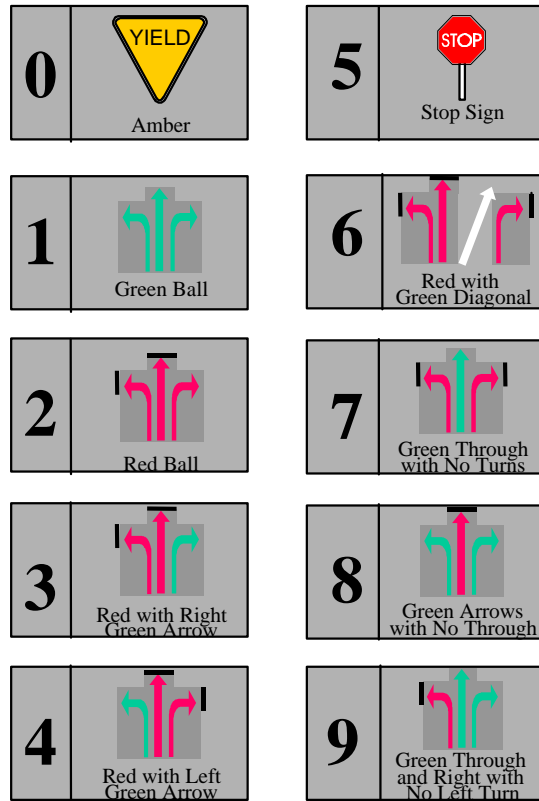 0
YIELD
Amber
1
Green Ball
2
Red Ball
3
Red with Right
Green Arrow
4
Red with Left
Green Arrow
5
STOP
Stop Sign
6
Red with
Green Diagonal
7
Green Through
with No Turns
8
Green Arrows
with No Through
9
Green Through
and Right with
No Left Turn